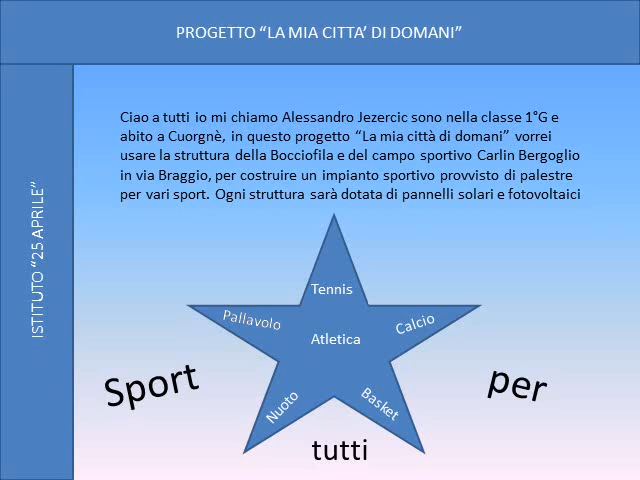 PROGETTO “LA MIA CITTA’ DI DOMANI”
ISTITUTO “25 APRILE”
Ciao a tutti io mi chiamo Alessandro Jezercic sono nella classe 1°G e
abito a Cuorgnè, in questo progetto “La mia città di domani” vorrei
usare la struttura della Bocciofila e del campo sportivo Carlin Bergoglio
in via Braggio, per costruire un impianto sportivo provvisto di palestre
per vari sport. Ogni struttura sarà dotata di pannelli solari e fotovoltaici
Tennis
Pallavolo
Calcio
Atletica
Nuoto
Basket
Sport
per
tutti